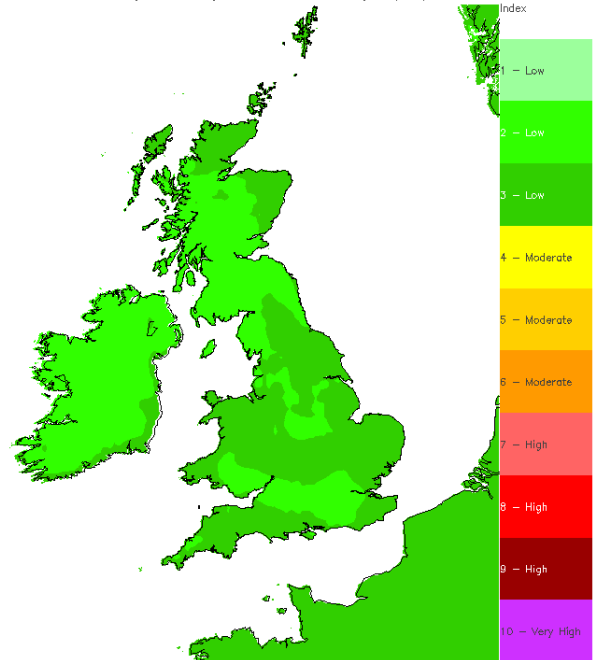 Index
1 - Low
2 - Low
3 - Low
4 - Moderate
5 - Moderate
6 - Moderate
7 - High
8 - High
9 - High
10 - Very High